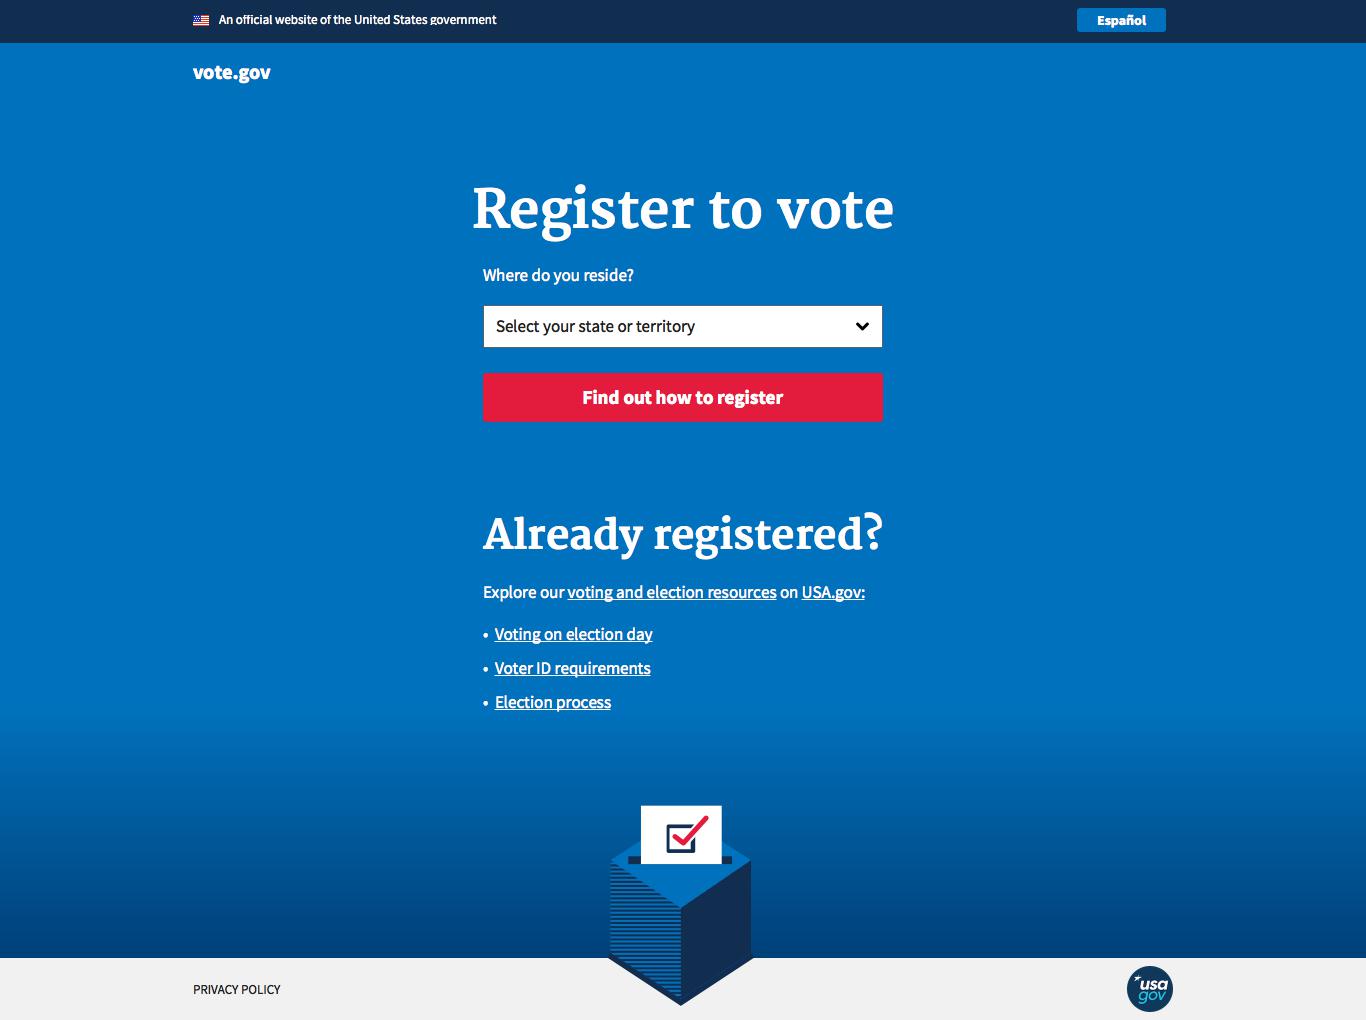 An official website of the United States government
Español
vote.gov
Register to vote
Where do you reside?
Select your state or territory
Find out how to register
Already registered?
Explore our voting and election resources on USA.gov:
• Voting on election day
• Voter ID requirements
• Election process
PRIVACY POLICY
usa
gov